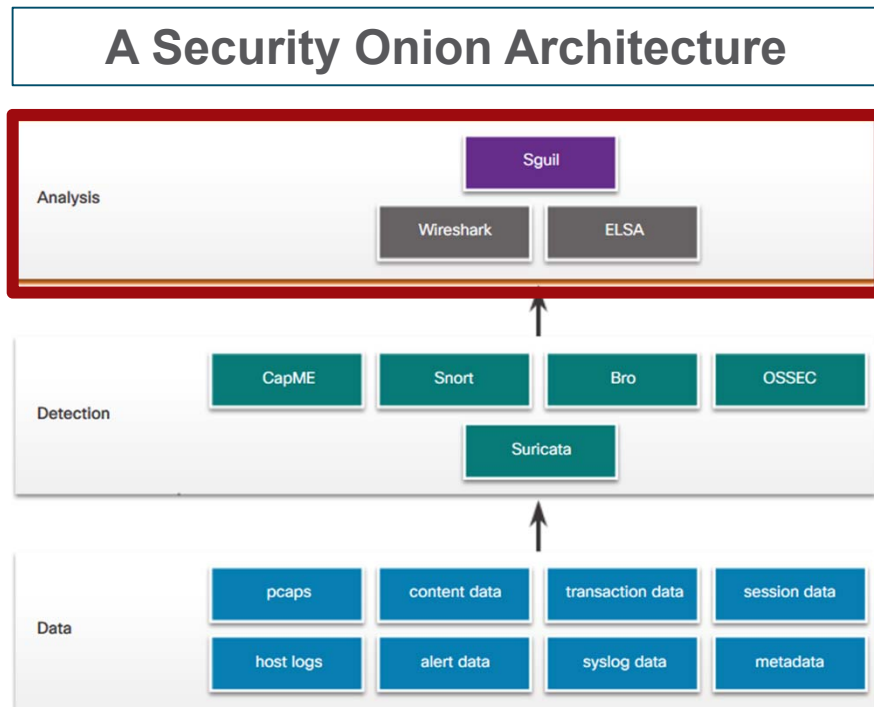 A Security Onion Architecture
Analysis
Sguil
Wireshark ELSA
Detection
CapME Snort Bro OSSEC
Suricata
Data
pcaps content data transaction data session data
host logs alert data syslog data metadata